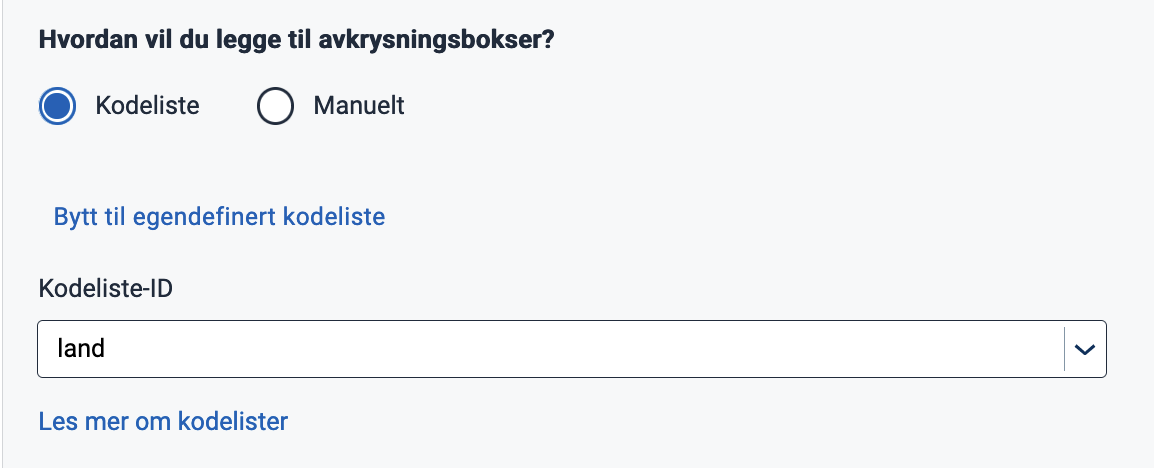 Hvordan vil du legge til avkrysningsbokser?
Kodeliste Manuelt
Bytt til egendefinert kodeliste
Kodeliste-ID
land
Les mer om kodelister